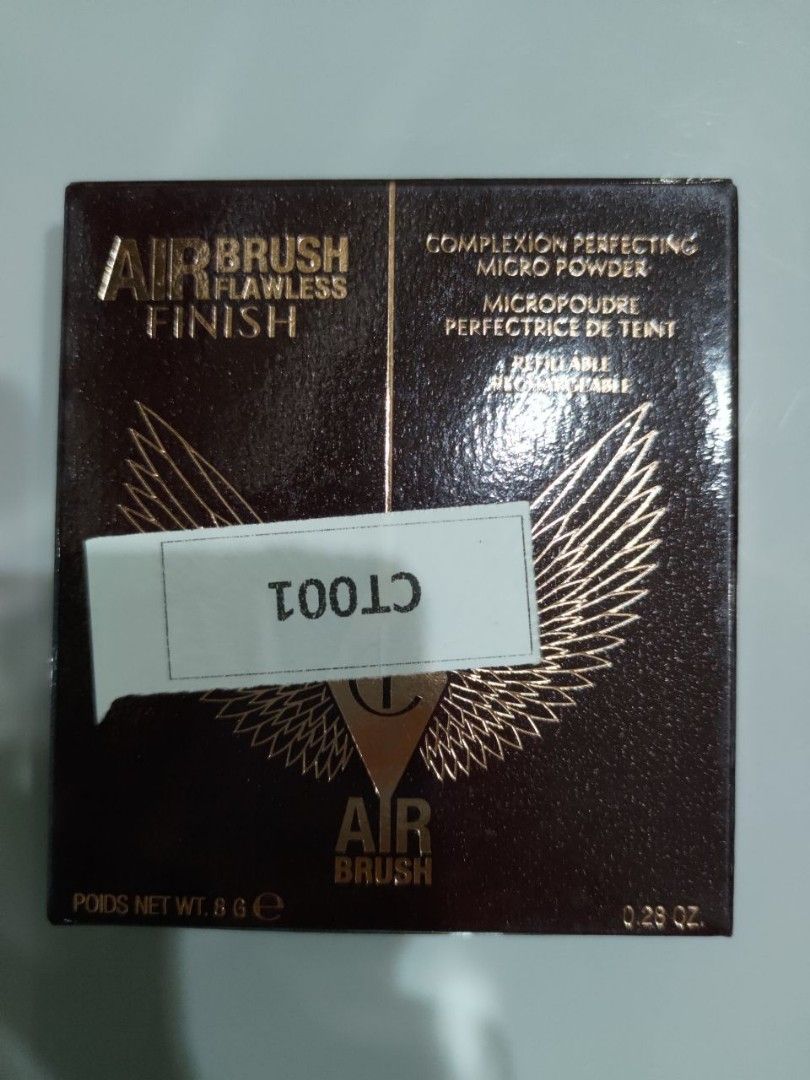 AIRBRUSH
FLAWLESS
FINISH
COMPLEXION PERFECTING
MICRO POWDER
MICROPOUDRE
PERFECTRICE DE TEINT
REFILLABLE
RECHARGEABLE
CT001
AIR
BRUSH
POIDS NET WT. 8 G e
0.28 OZ.